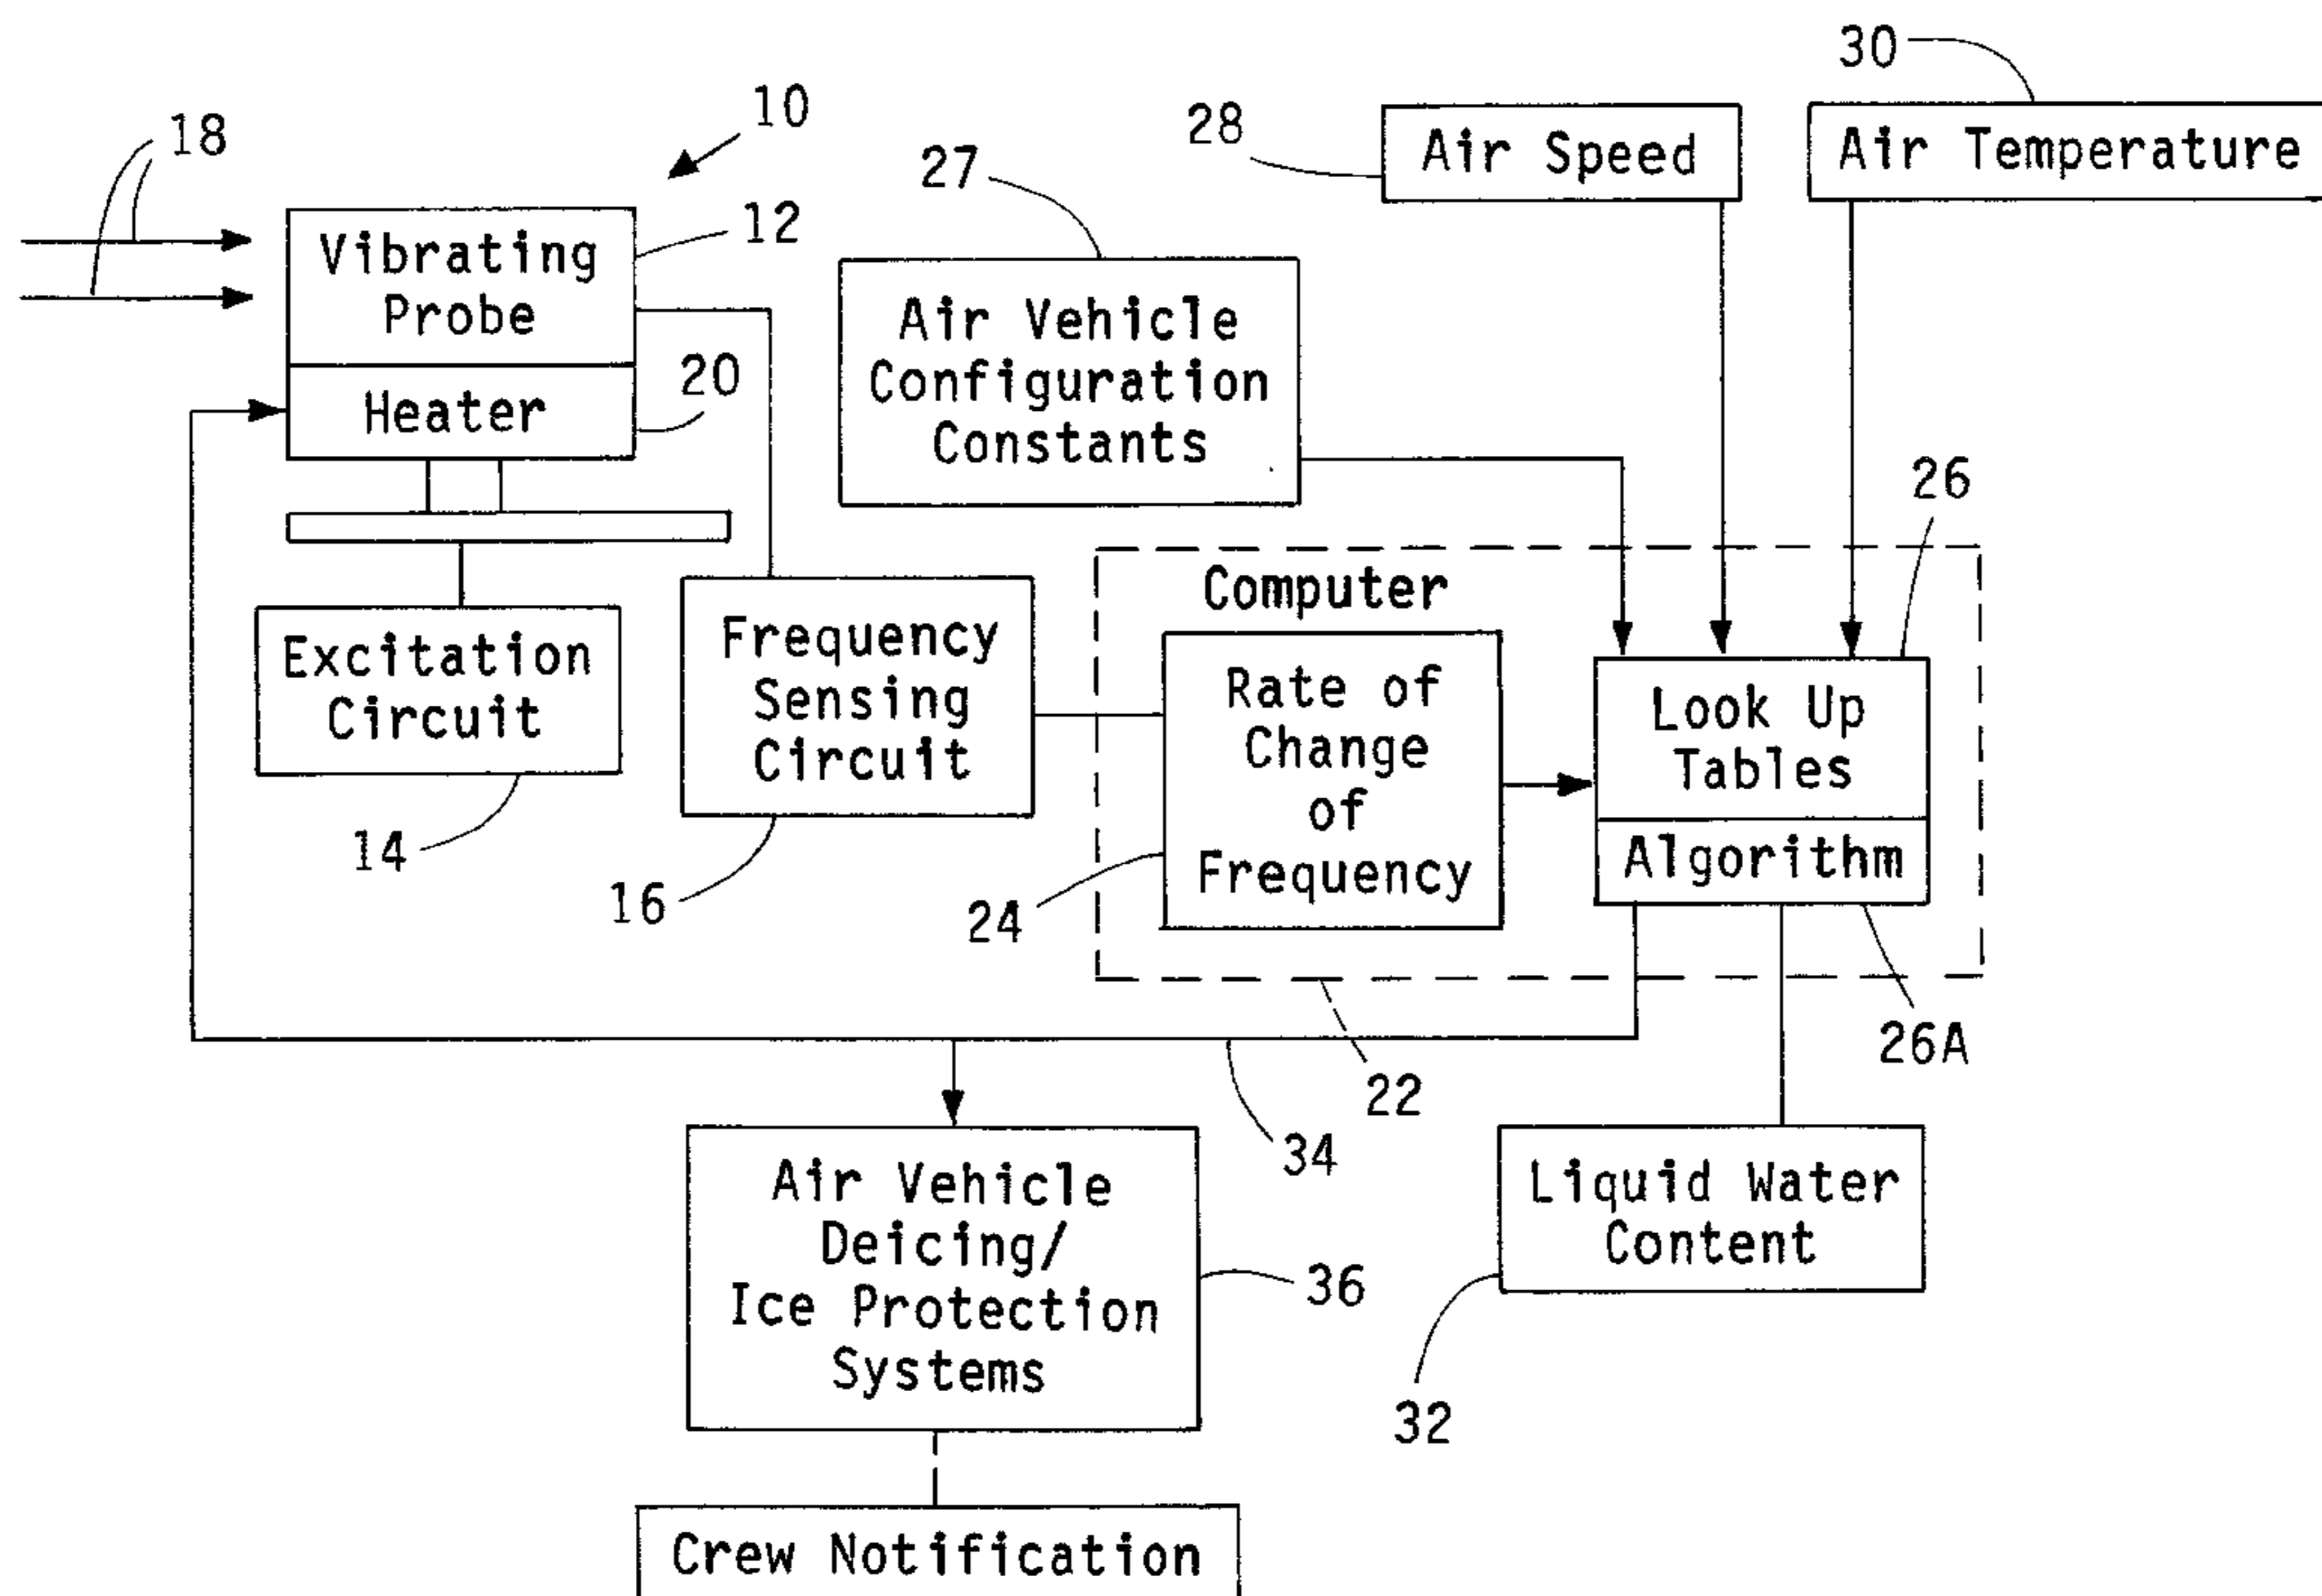 30
10
28
Air Speed
Air Temperature
18
27
12
Vibrating
Probe
20
Heater
Air Vehicle
Configuration
Constants
26
Computer
Excitation
Circuit
14
Frequency
Sensing
Circuit
16
Rate of
Change
of
Frequency
24
Look Up
Tables
Algorithm
26A
22
34
Air Vehicle
Deicing/
Ice Protection
Systems
36
Liquid Water
Content
32
Crew Notification